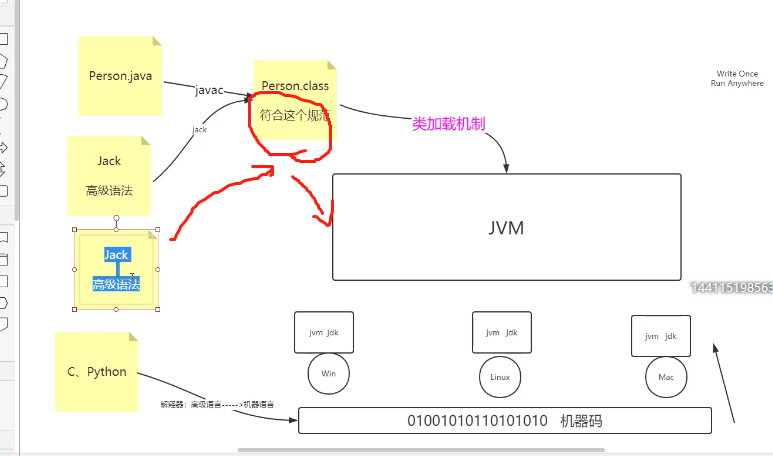 Person.java
javac
Person.class
符合这个规范
Write Once
Run Anywhere
类加载机制
jack
Jack
高级语法
JVM
Jack
高级语法
jvm jdk
jvm jdk
jvm jdk
Win
Linux
Mac
C、Python
解释器：高级语言----->机器语言
01001010110101010 机器码